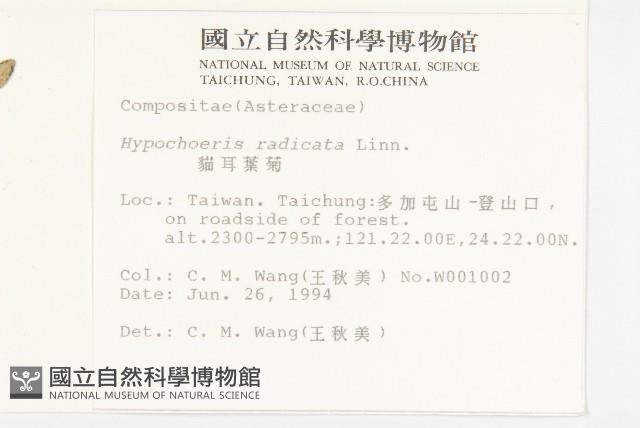 國立自然科學博物館
NATIONAL MUSEUM OF NATURAL SCIENCE
TAICHUNG, TAIWAN, R.O.CHINA
Compositae(Asteraceae)
Hypochoeris radicata Linn.
貓耳葉菊
Loc.: Taiwan. Taichung:多加屯山-登山口,
on roadside of forest.
alt.2300-2795m.;121.22.00E,24.22.00N.
Col.: C. M. Wang(王秋美) No.W001002
Date: Jun. 26, 1994
Det.: C. M. Wang(王秋美)
國立自然科學博物館
NATIONAL MUSEUM OF NATURAL SCIENCE